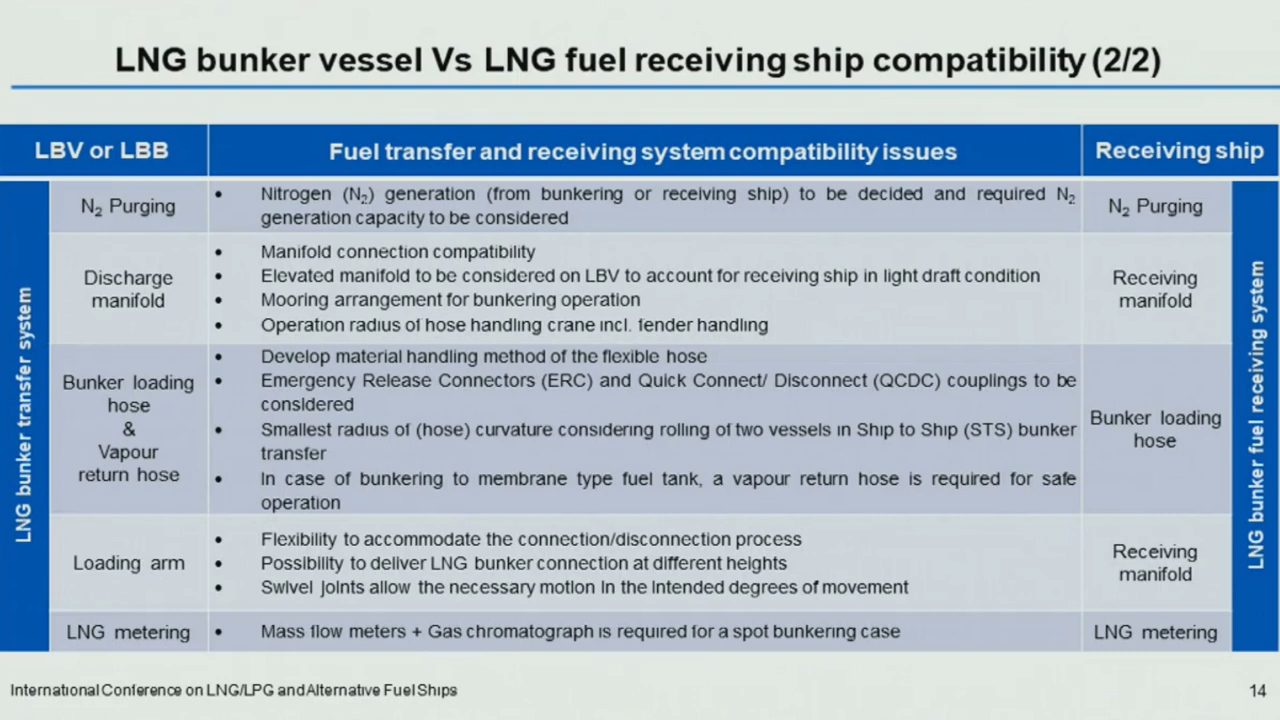 LNG bunker vessel Vs LNG fuel receiving ship compatibility (2/2)
LBV or LBB
Fuel transfer and receiving system compatibility issues
Receiving ship
LNG bunker transfer system
N₂ Purging
• Nitrogen (N₂) generation (from bunkering or receiving ship) to be decided and required N₂
generation capacity to be considered
N₂ Purging
Discharge
manifold
• Manifold connection compatibility
• Elevated manifold to be considered on LBV to account for receiving ship in light draft condition
• Mooring arrangement for bunkering operation
• Operation radius of hose handling crane incl. fender handling
Receiving
manifold
Bunker loading
hose
&
Vapour
return hose
• Develop material handling method of the flexible hose
• Emergency Release Connectors (ERC) and Quick Connect/ Disconnect (QCDC) couplings to be
considered
• Smallest radius of (hose) curvature considering rolling of two vessels in Ship to Ship (STS) bunker
transfer
• In case of bunkering to membrane type fuel tank, a vapour return hose is required for safe
operation
Bunker loading
hose
Loading arm
• Flexibility to accommodate the connection/disconnection process
• Possibility to deliver LNG bunker connection at different heights
• Swivel joints allow the necessary motion in the intended degrees of movement
Receiving
manifold
LNG metering
• Mass flow meters + Gas chromatograph is required for a spot bunkering case
LNG metering
LNG bunker fuel receiving system
International Conference on LNG/LPG and Alternative Fuel Ships
14